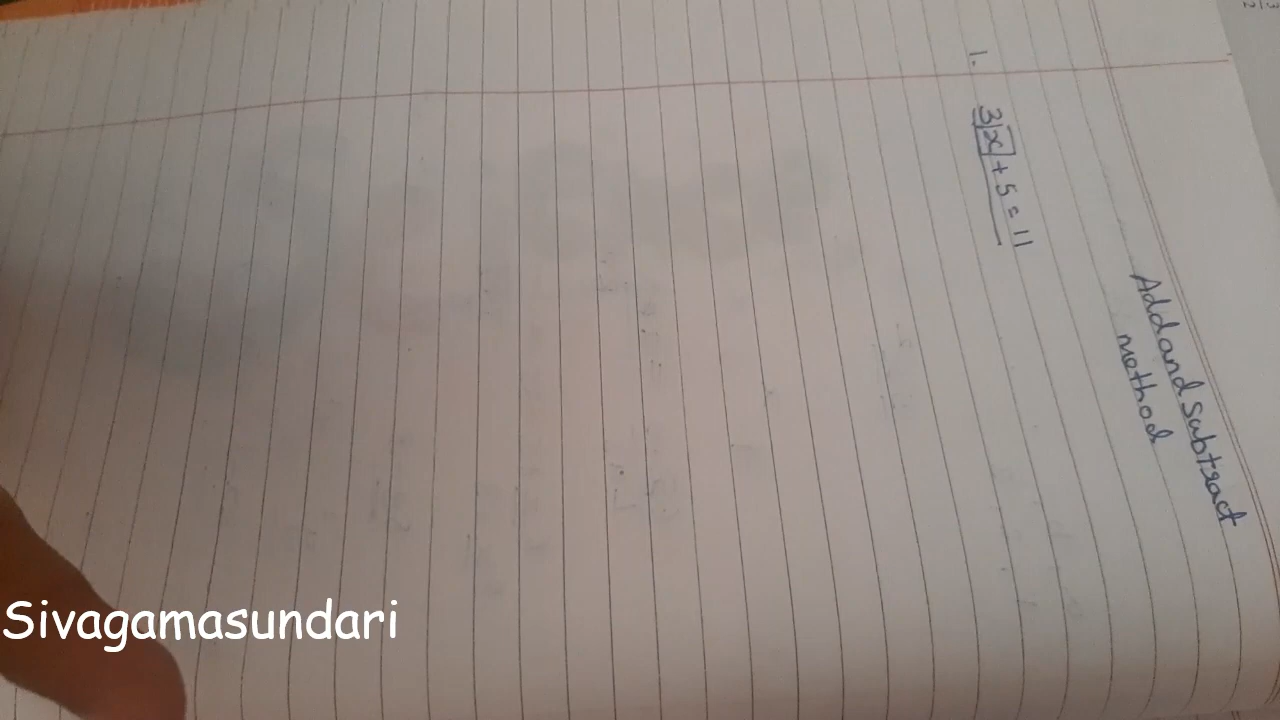 Add and Subtract
method
1. 3x + 5 = 11
Sivagamasundari